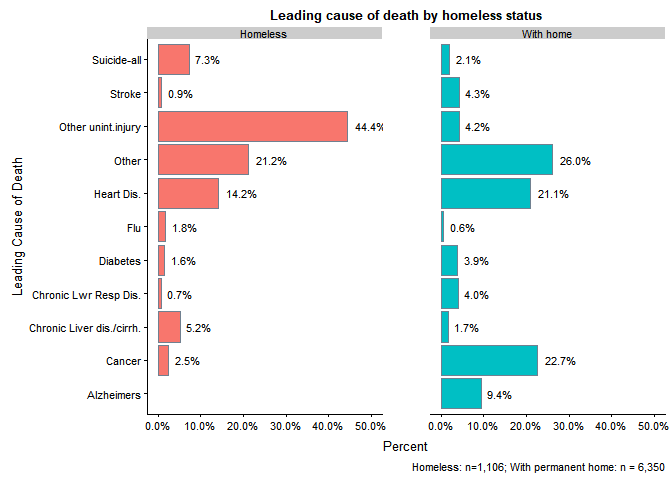 Leading cause of death by homeless status
Homeless
With home
Leading Cause of Death
Suicide-all 7.3% 2.1%
Stroke 0.9% 4.3%
Other unint.injury 44.4% 4.2%
Other 21.2% 26.0%
Heart Dis. 14.2% 21.1%
Flu 1.8% 0.6%
Diabetes 1.6% 3.9%
Chronic Lwr Resp Dis. 0.7% 4.0%
Chronic Liver dis./cirrh. 5.2% 1.7%
Cancer 2.5% 22.7%
Alzheimers 9.4%
0.0% 10.0% 20.0% 30.0% 40.0% 50.0% 0.0% 10.0% 20.0% 30.0% 40.0% 50.0%
Percent
Homeless: n=1,106; With permanent home: n = 6,350